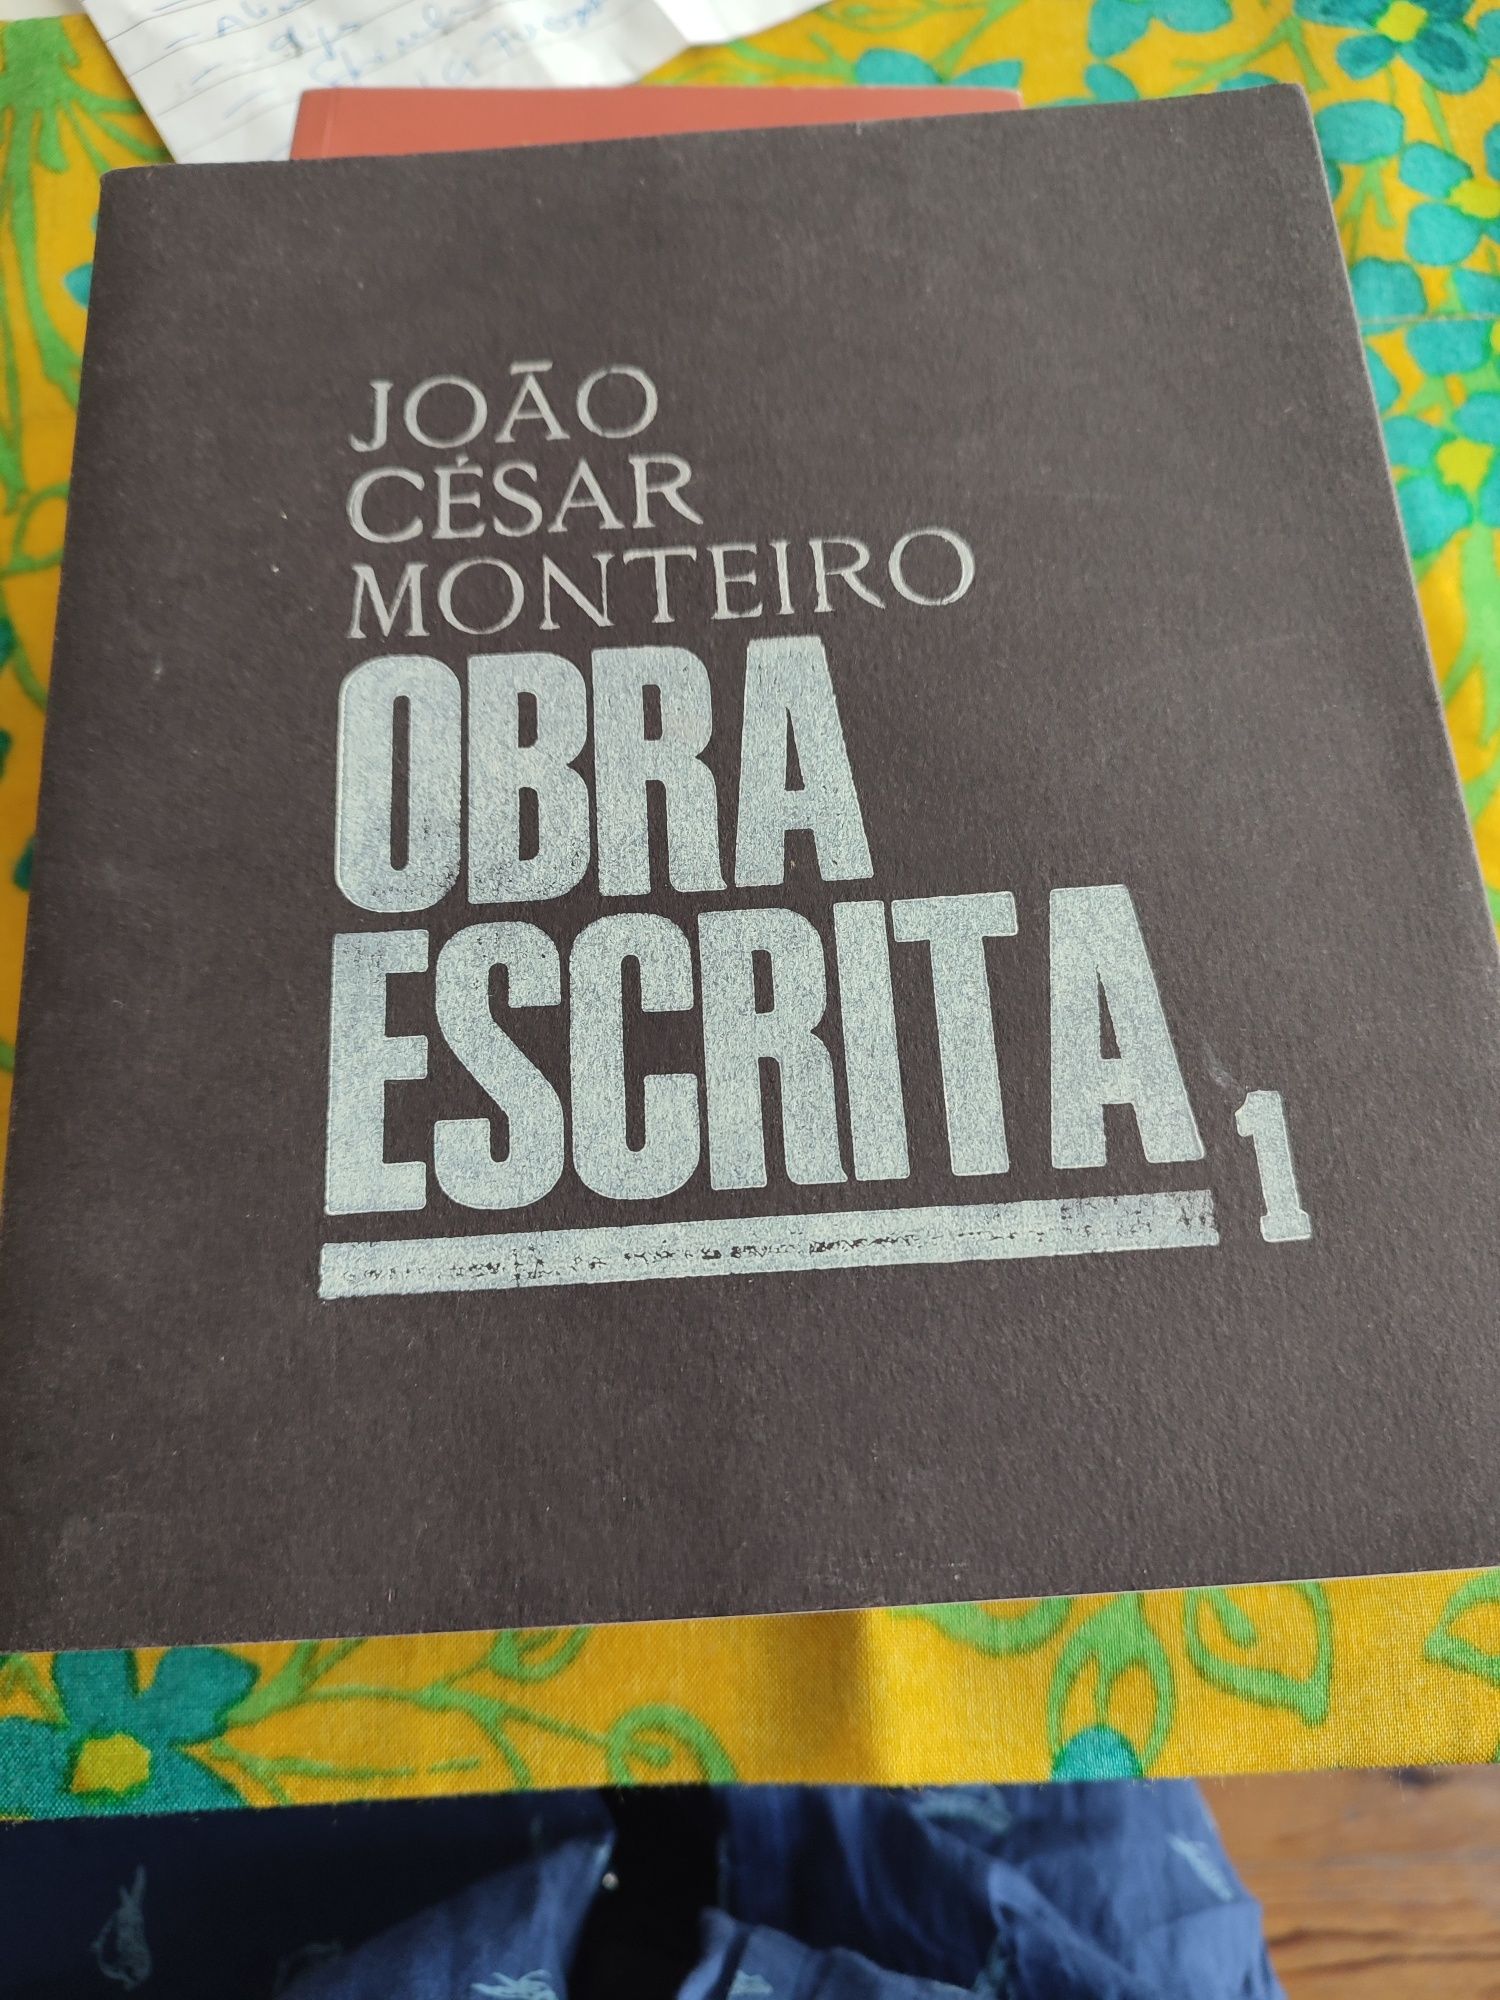 JOÃO
CÉSAR
MONTEIRO
OBRA
ESCRITA 1